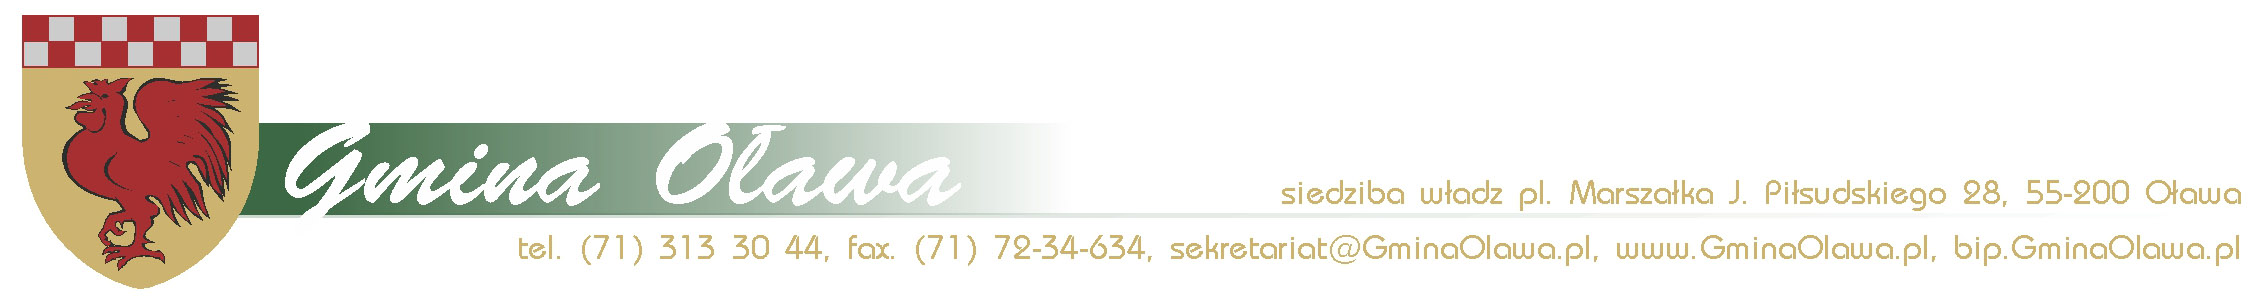 Gmina Oława
siedziba władz pl. Marszałka J. Piłsudskiego 28, 55-200 Oława
tel. (71) 313 30 44, fax. (71) 72-34-634, sekretariat@GminaOlawa.pl, www.GminaOlawa.pl, bip.GminaOlawa.pl